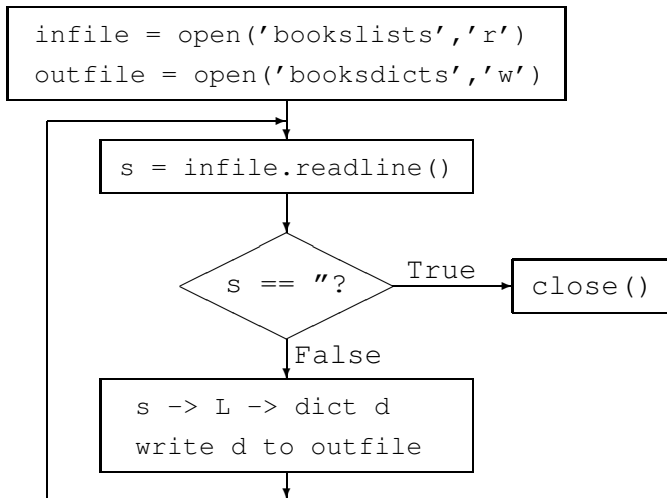 infile = open('bookslists','r')
outfile = open('booksdicts','w')
s = infile.readline()
s == ''?
True
close()
False
s -> L -> dict d
write d to outfile